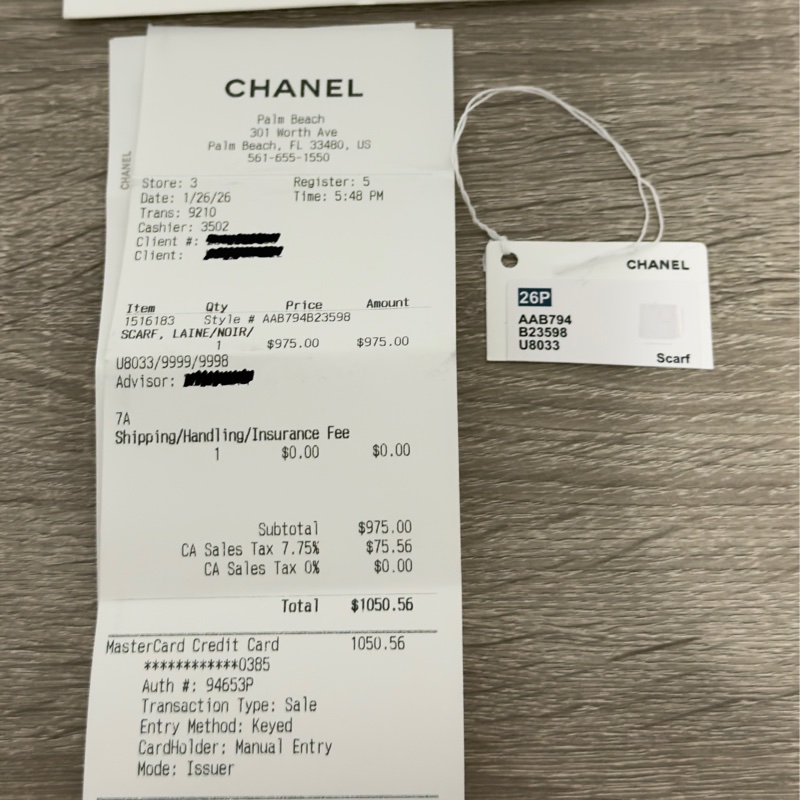 CHANEL
Palm Beach
301 Worth Ave
Palm Beach, FL 33480, US
561-655-1550
CHANEL
Store: 3 Register: 5
Date: 1/26/26 Time: 5:48 PM
Trans: 9210
Cashier: 3502
Client #:
Client:
Item Qty Price Amount
1516183 Style # AAB794B23598
SCARF, LAINE/NOIR/
1 $975.00 $975.00
U8033/9999/9998
Advisor:
7A
Shipping/Handling/Insurance Fee
1 $0.00 $0.00
Subtotal $975.00
CA Sales Tax 7.75% $75.56
CA Sales Tax 0% $0.00
Total $1050.56
MasterCard Credit Card 1050.56
************0385
Auth #: 94653P
Transaction Type: Sale
Entry Method: Keyed
CardHolder: Manual Entry
Mode: Issuer
CHANEL
26P
AAB794
B23598
U8033
Scarf